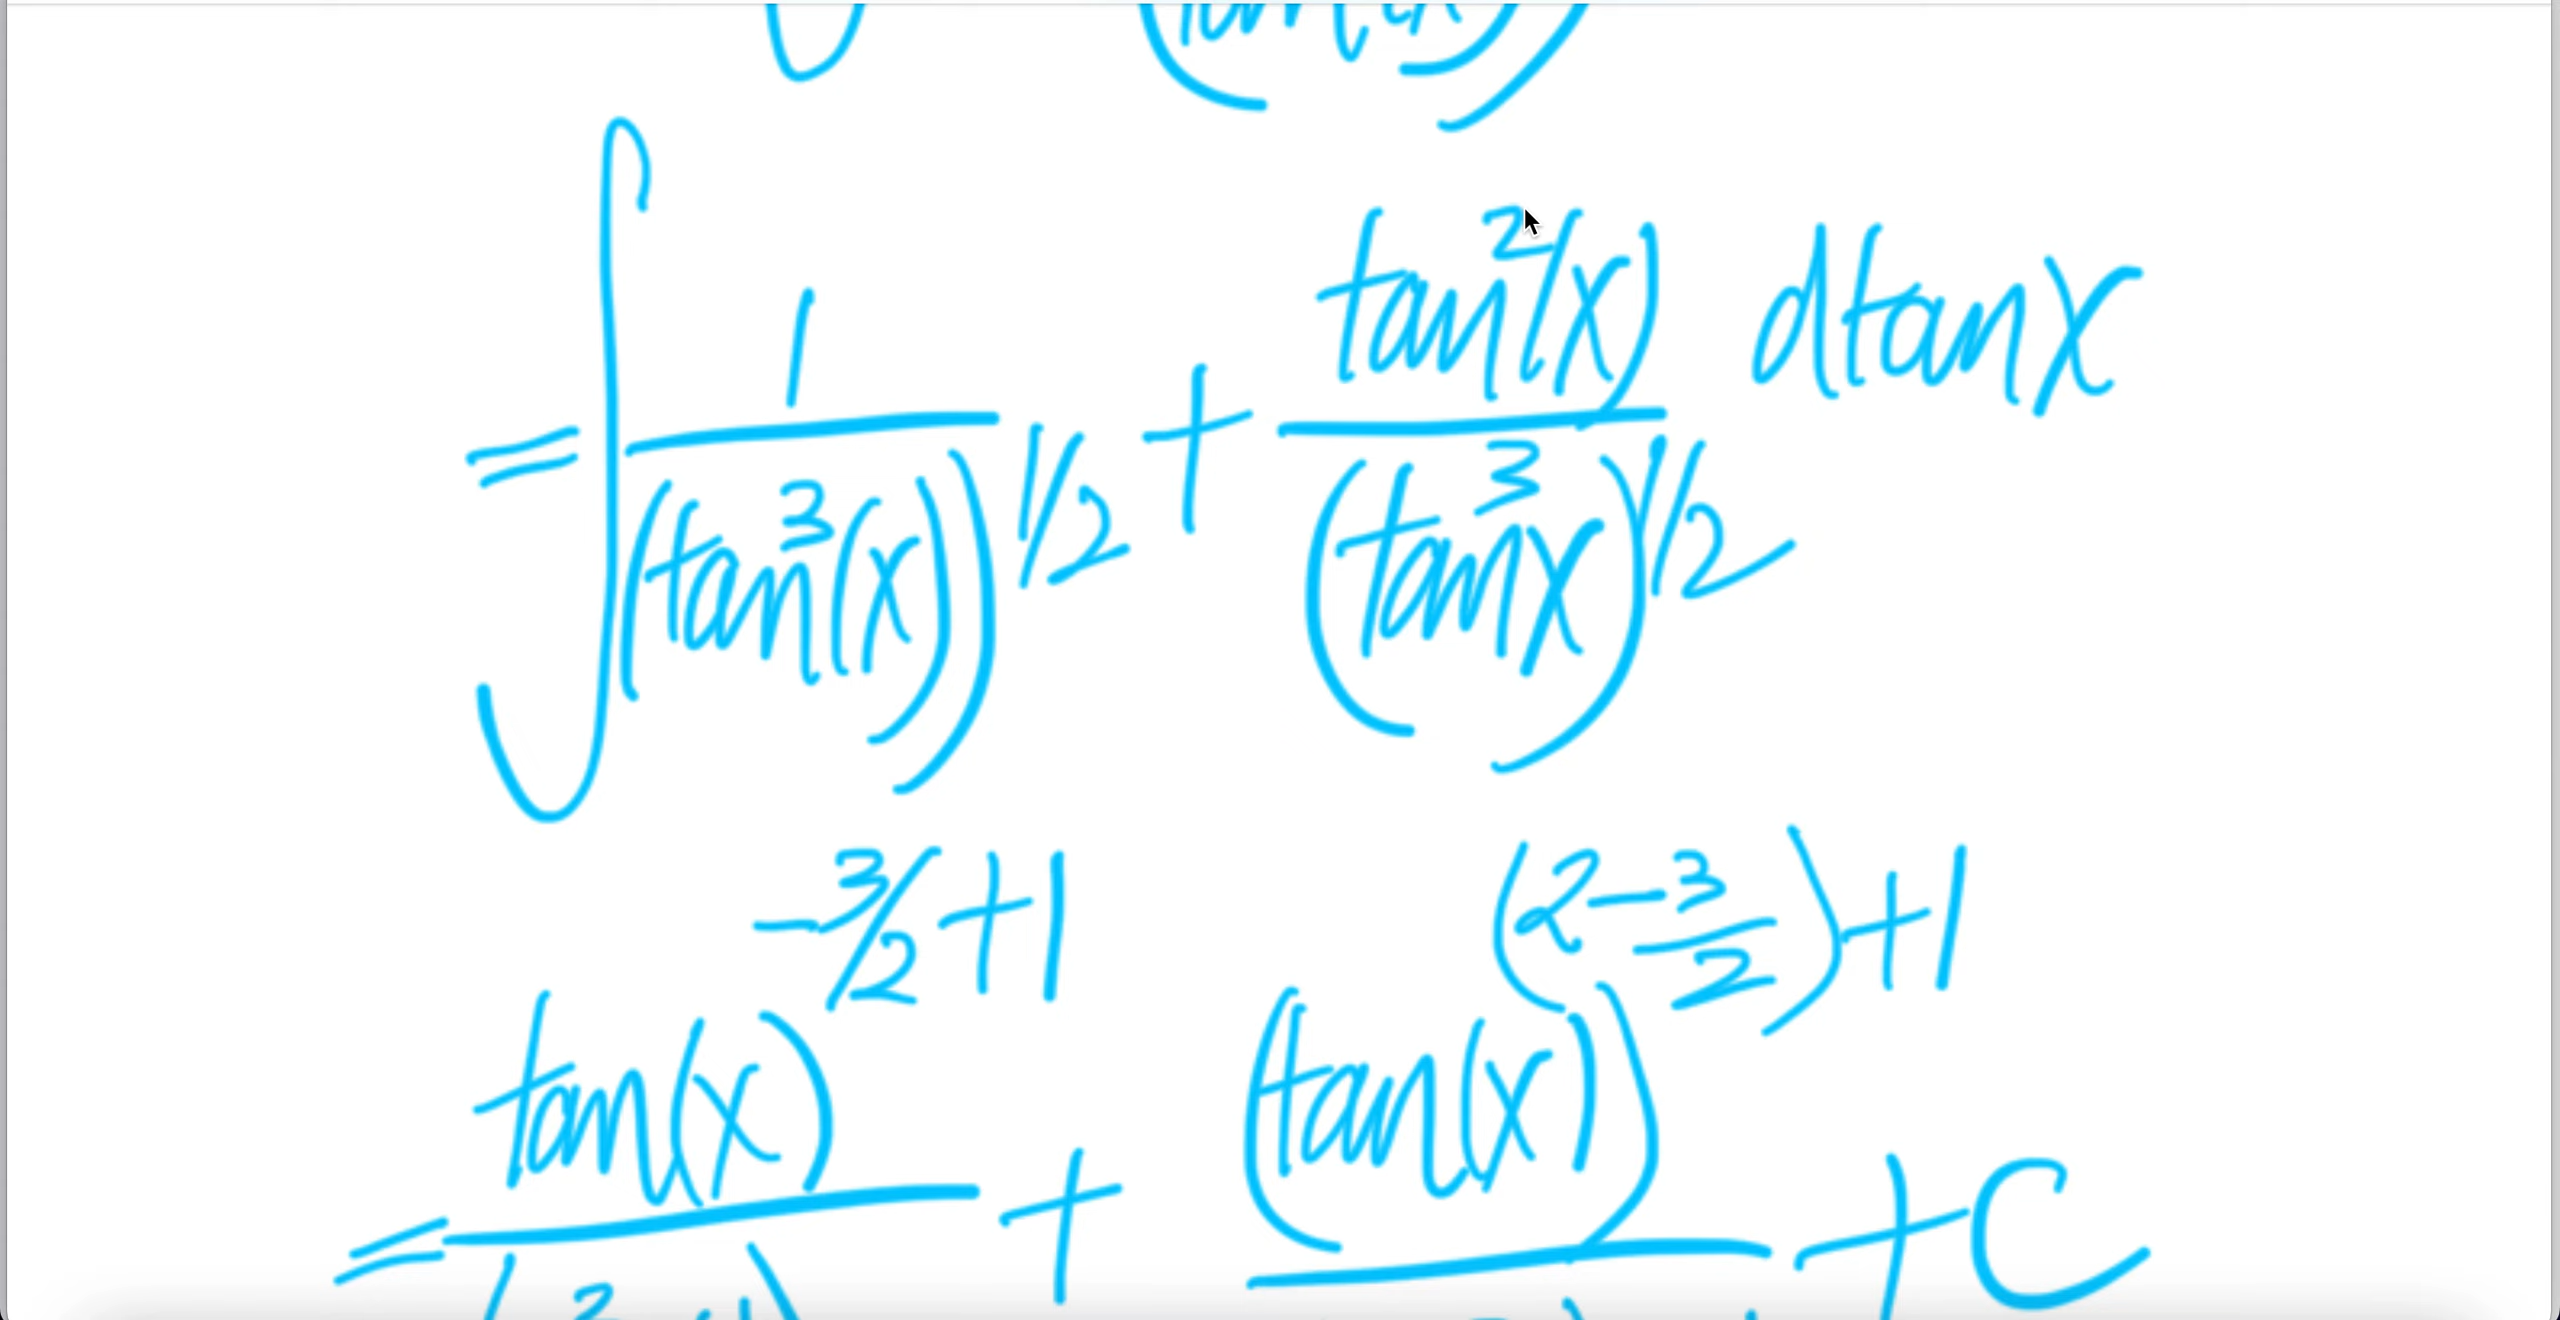 = ∫ 1/(tan³(x))^1/2 + tan²(x)/(tan³x)^1/2 dtanx
= tan(x)^(-3/2+1) + (tan(x))^((2-3/2)+1) + C